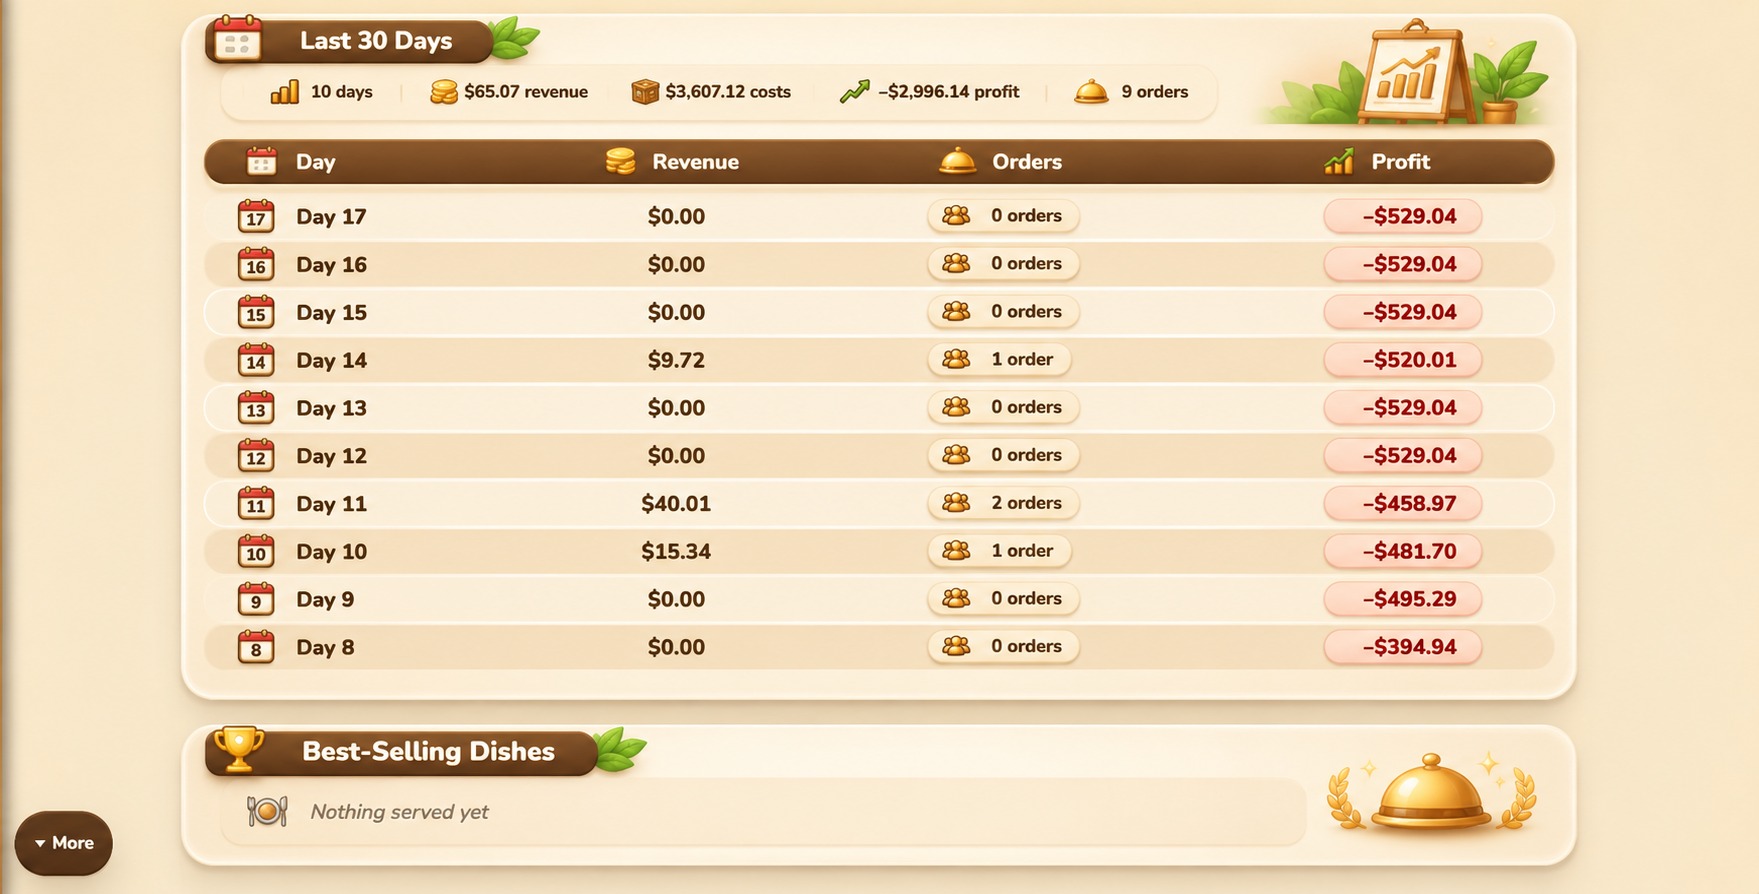 Last 30 Days
10 days $65.07 revenue $3,607.12 costs –$2,996.14 profit 9 orders
Day Revenue Orders Profit
17 Day 17 $0.00 0 orders –$529.04
16 Day 16 $0.00 0 orders –$529.04
15 Day 15 $0.00 0 orders –$529.04
14 Day 14 $9.72 1 order –$520.01
13 Day 13 $0.00 0 orders –$529.04
12 Day 12 $0.00 0 orders –$529.04
11 Day 11 $40.01 2 orders –$458.97
10 Day 10 $15.34 1 order –$481.70
9 Day 9 $0.00 0 orders –$495.29
8 Day 8 $0.00 0 orders –$394.94
Best-Selling Dishes
Nothing served yet
More